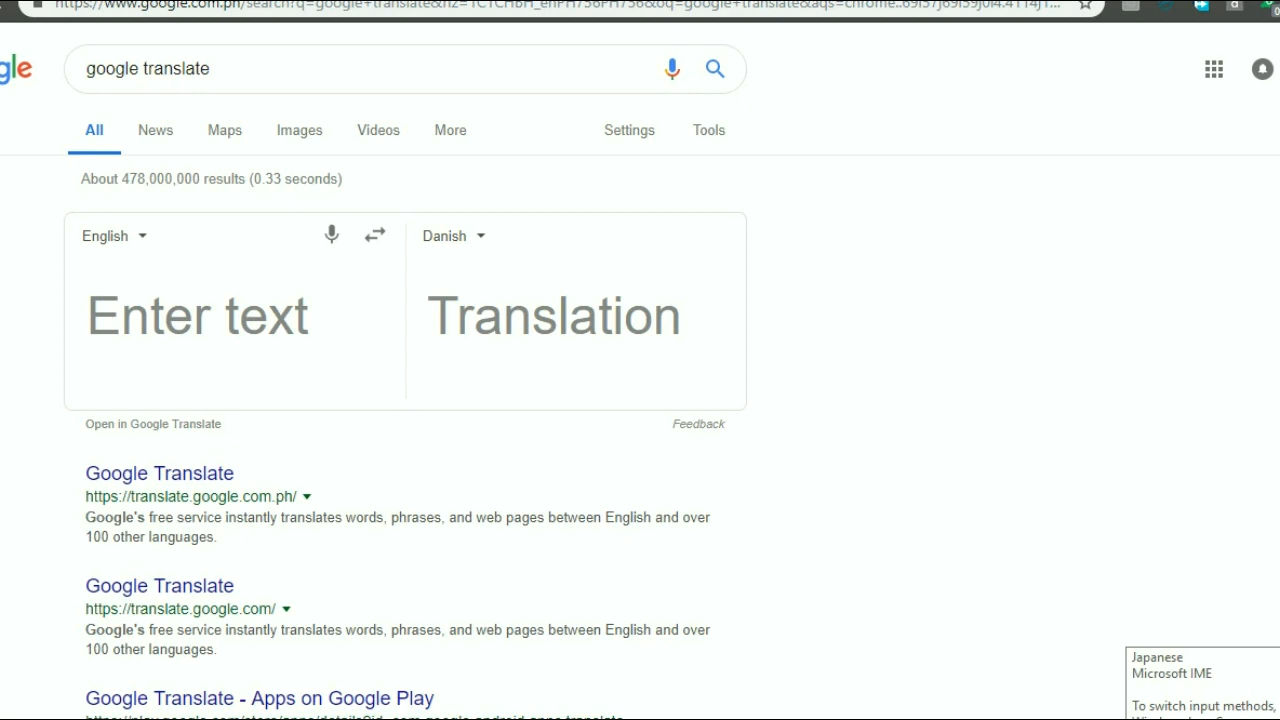 gle
google translate
All News Maps Images Videos More Settings Tools
About 478,000,000 results (0.33 seconds)
English Danish
Enter text Translation
Open in Google Translate Feedback
Google Translate
https://translate.google.com.ph/
Google's free service instantly translates words, phrases, and web pages between English and over
100 other languages.
Google Translate
https://translate.google.com/
Google's free service instantly translates words, phrases, and web pages between English and over
100 other languages.
Google Translate - Apps on Google Play
Japanese
Microsoft IME
To switch input methods,